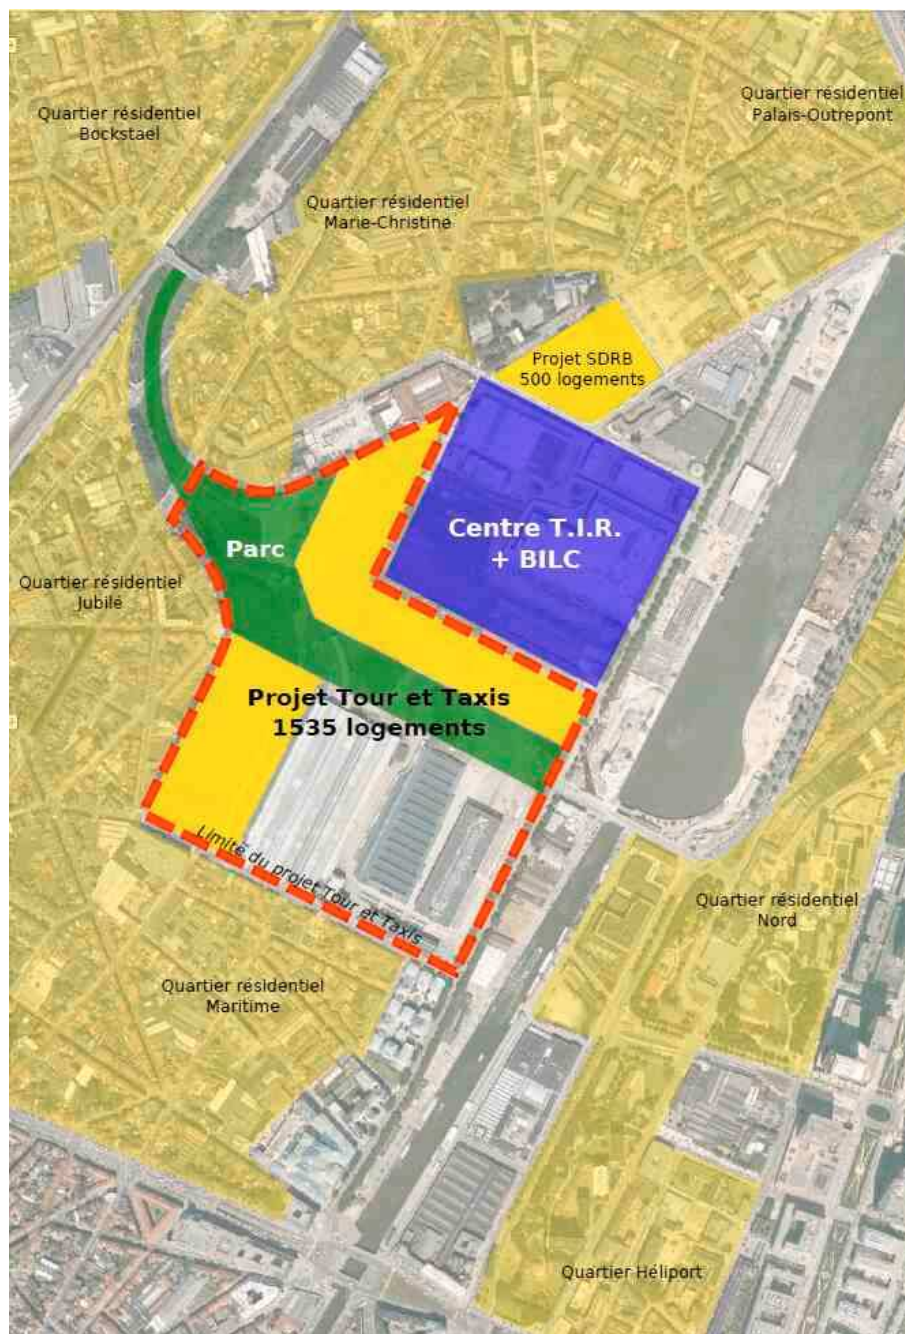 Quartier résidentiel
Bockstael
Quartier résidentiel
Palais-Outrepont
Quartier résidentiel
Marie-Christine
Projet SDRB
500 logements
Centre T.I.R.
+ BILC
Parc
Quartier résidentiel
Jubilé
Projet Tour et Taxis
1535 logements
Limite du projet Tour et Taxis
Quartier résidentiel
Nord
Quartier résidentiel
Maritime
Quartier Héliport